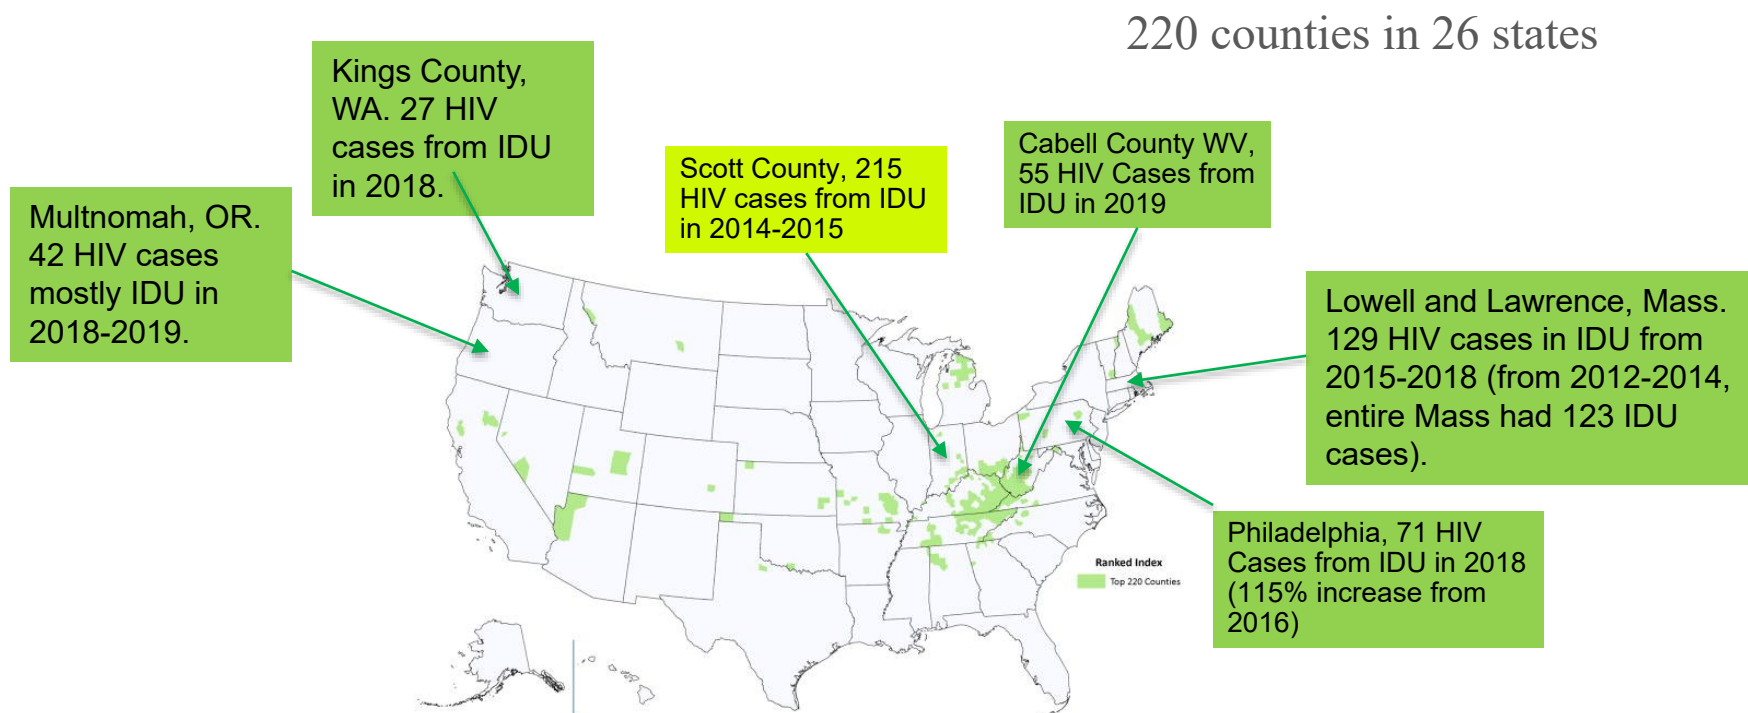 220 counties in 26 states
Kings County,
WA. 27 HIV
cases from IDU
in 2018.
Multnomah, OR.
42 HIV cases
mostly IDU in
2018-2019.
Scott County, 215
HIV cases from IDU
in 2014-2015
Cabell County WV,
55 HIV Cases from
IDU in 2019
Lowell and Lawrence, Mass.
129 HIV cases in IDU from
2015-2018 (from 2012-2014,
entire Mass had 123 IDU
cases).
Philadelphia, 71 HIV
Cases from IDU in 2018
(115% increase from
2016)
Ranked Index
Top 220 Counties